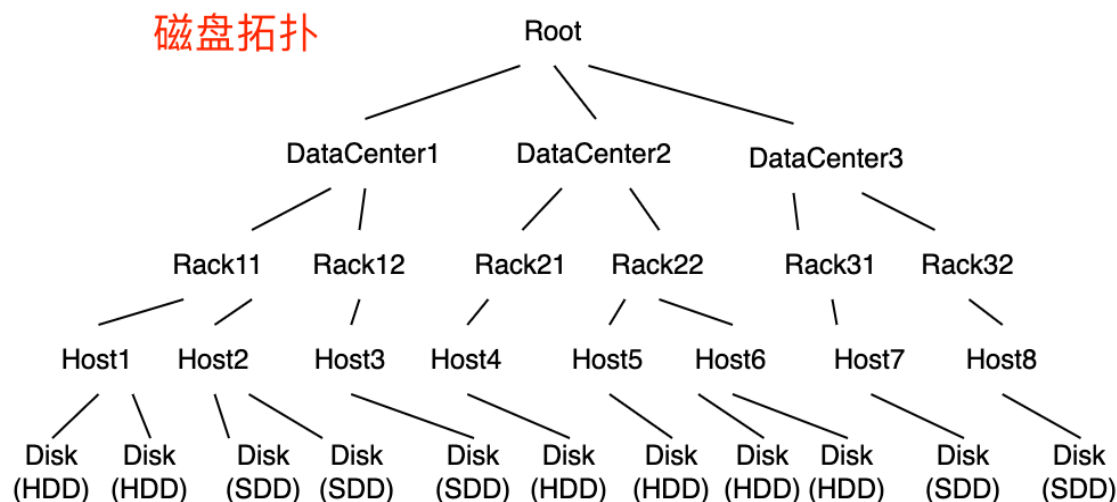 磁盘拓扑
Root
DataCenter1 DataCenter2 DataCenter3
Rack11 Rack12 Rack21 Rack22 Rack31 Rack32
Host1 Host2 Host3 Host4 Host5 Host6 Host7 Host8
Disk Disk Disk Disk Disk Disk Disk Disk Disk Disk Disk
(HDD) (HDD) (SDD) (SDD) (SDD) (HDD) (HDD) (HDD) (HDD) (SDD) (SDD)